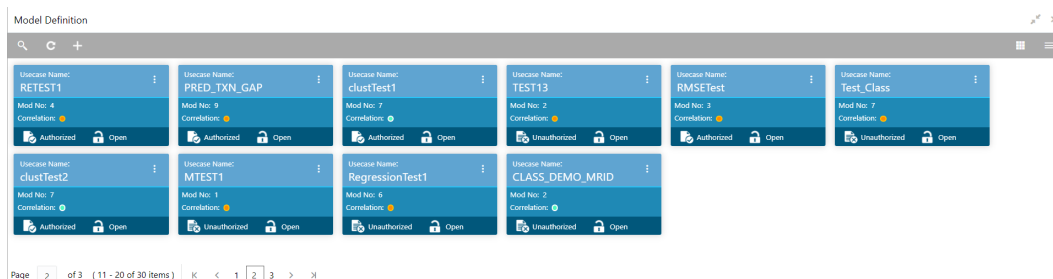 Model Definition
Usecase Name: Usecase Name: Usecase Name: Usecase Name: Usecase Name: Usecase Name:
RETEST1 PRED_TXN_GAP clustTest1 TEST13 RMSETest Test_Class
Mod No: 4 Mod No: 9 Mod No: 7 Mod No: 2 Mod No: 3 Mod No: 7
Correlation: Correlation: Correlation: Correlation: Correlation: Correlation:
Authorized Open Authorized Open Authorized Open Unauthorized Open Authorized Open Unauthorized Open
Usecase Name: Usecase Name: Usecase Name: Usecase Name:
clustTest2 MTEST1 RegressionTest1 CLASS_DEMO_MRID
Mod No: 7 Mod No: 1 Mod No: 6 Mod No: 2
Correlation: Correlation: Correlation: Correlation:
Authorized Open Unauthorized Open Unauthorized Open Unauthorized Open
Page 2 of 3 ( 11 - 20 of 30 items ) K < 1 2 3 > >|